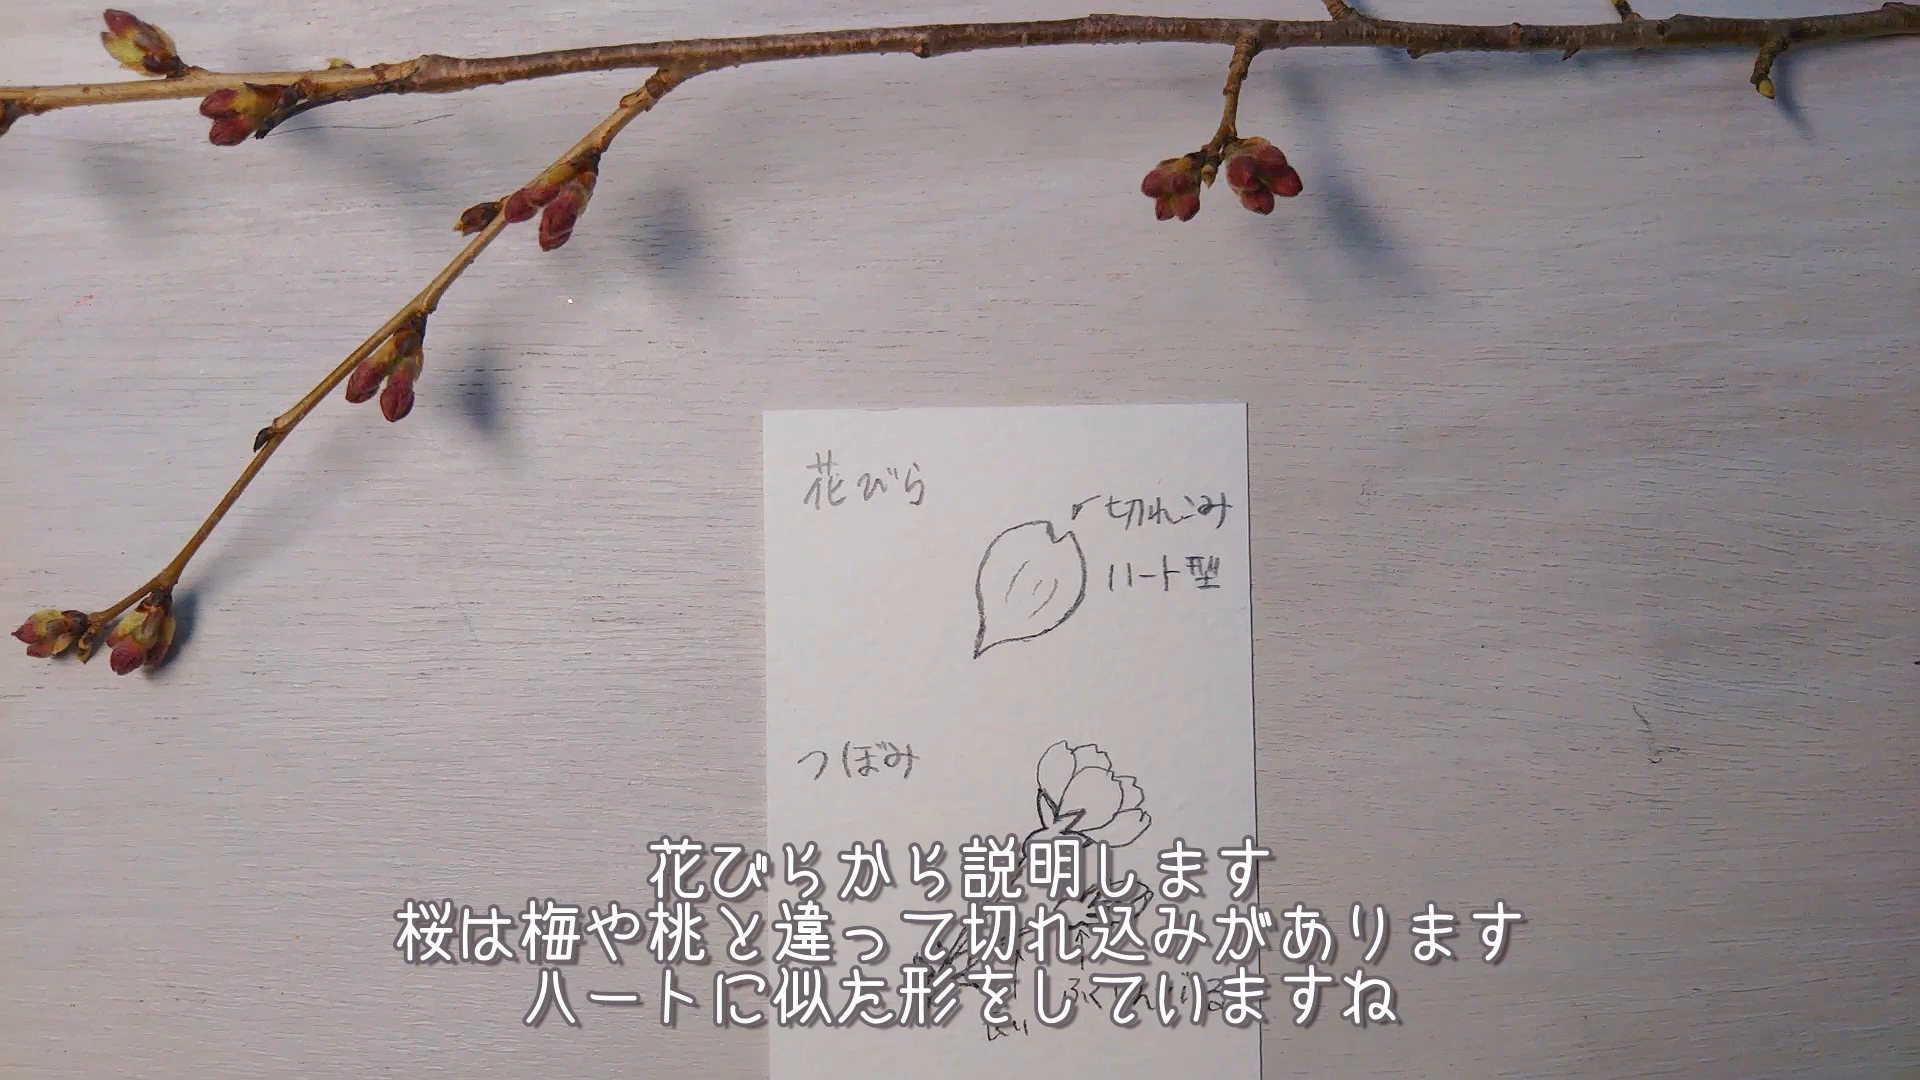 花びら
切れこみ
ハート型
つぼみ
花びらから説明します
桜は梅や桃と違って切れ込みがあります
ハートに似た形をしていますね